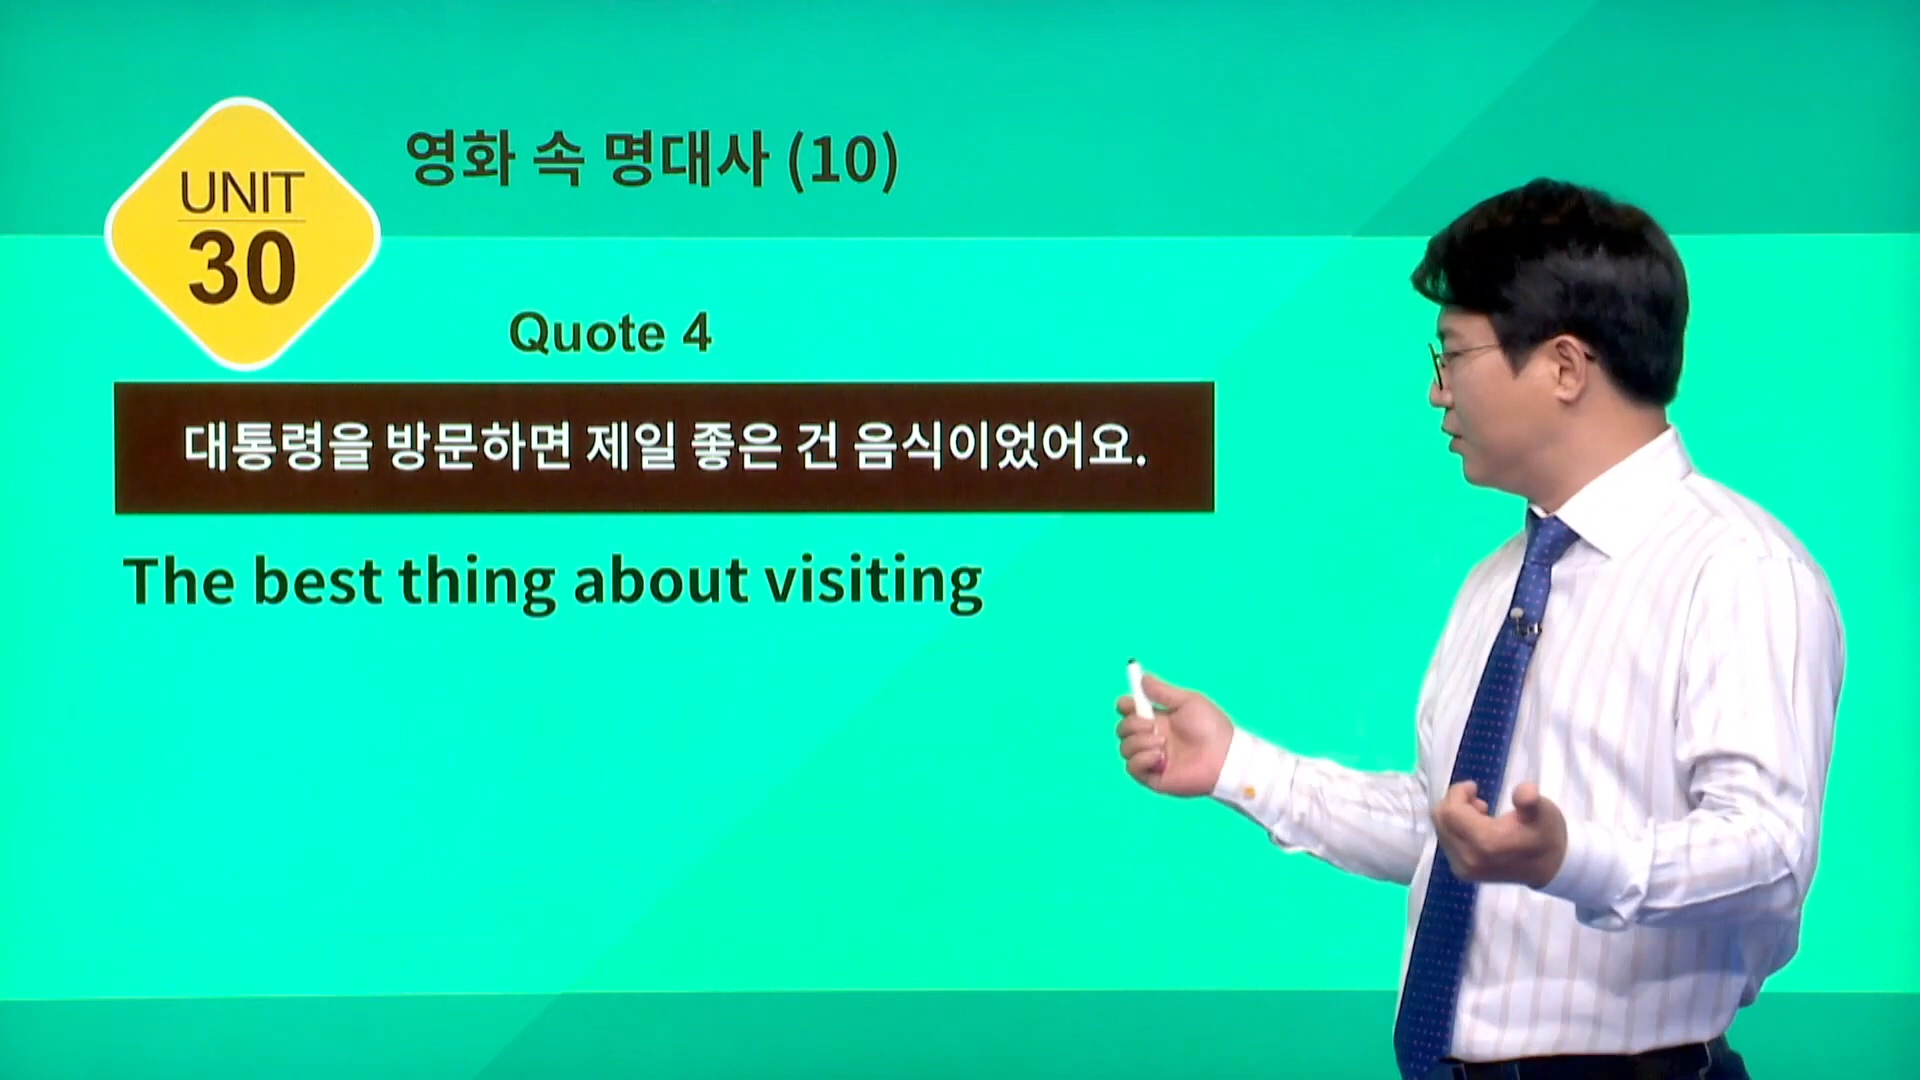 UNIT
30
영화 속 명대사 (10)
Quote 4
대통령을 방문하면 제일 좋은 건 음식이었어요.
The best thing about visiting